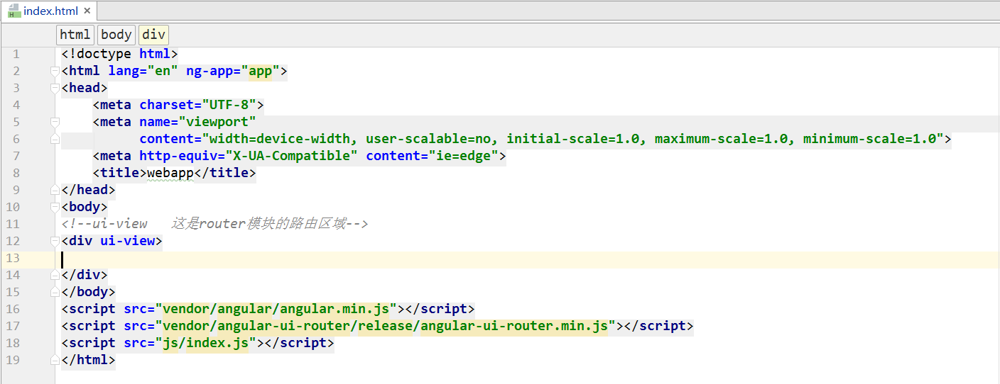 index.html ×
html body div
1 <!doctype html>
2 <html lang="en" ng-app="app">
3 <head>
4     <meta charset="UTF-8">
5     <meta name="viewport"
6           content="width=device-width, user-scalable=no, initial-scale=1.0, maximum-scale=1.0, minimum-scale=1.0">
7     <meta http-equiv="X-UA-Compatible" content="ie=edge">
8     <title>webapp</title>
9 </head>
10 <body>
11 <!--ui-view   这是router模块的路由区域-->
12 <div ui-view>
13
14 </div>
15 </body>
16 <script src="vendor/angular/angular.min.js"></script>
17 <script src="vendor/angular-ui-router/release/angular-ui-router.min.js"></script>
18 <script src="js/index.js"></script>
19 </html>